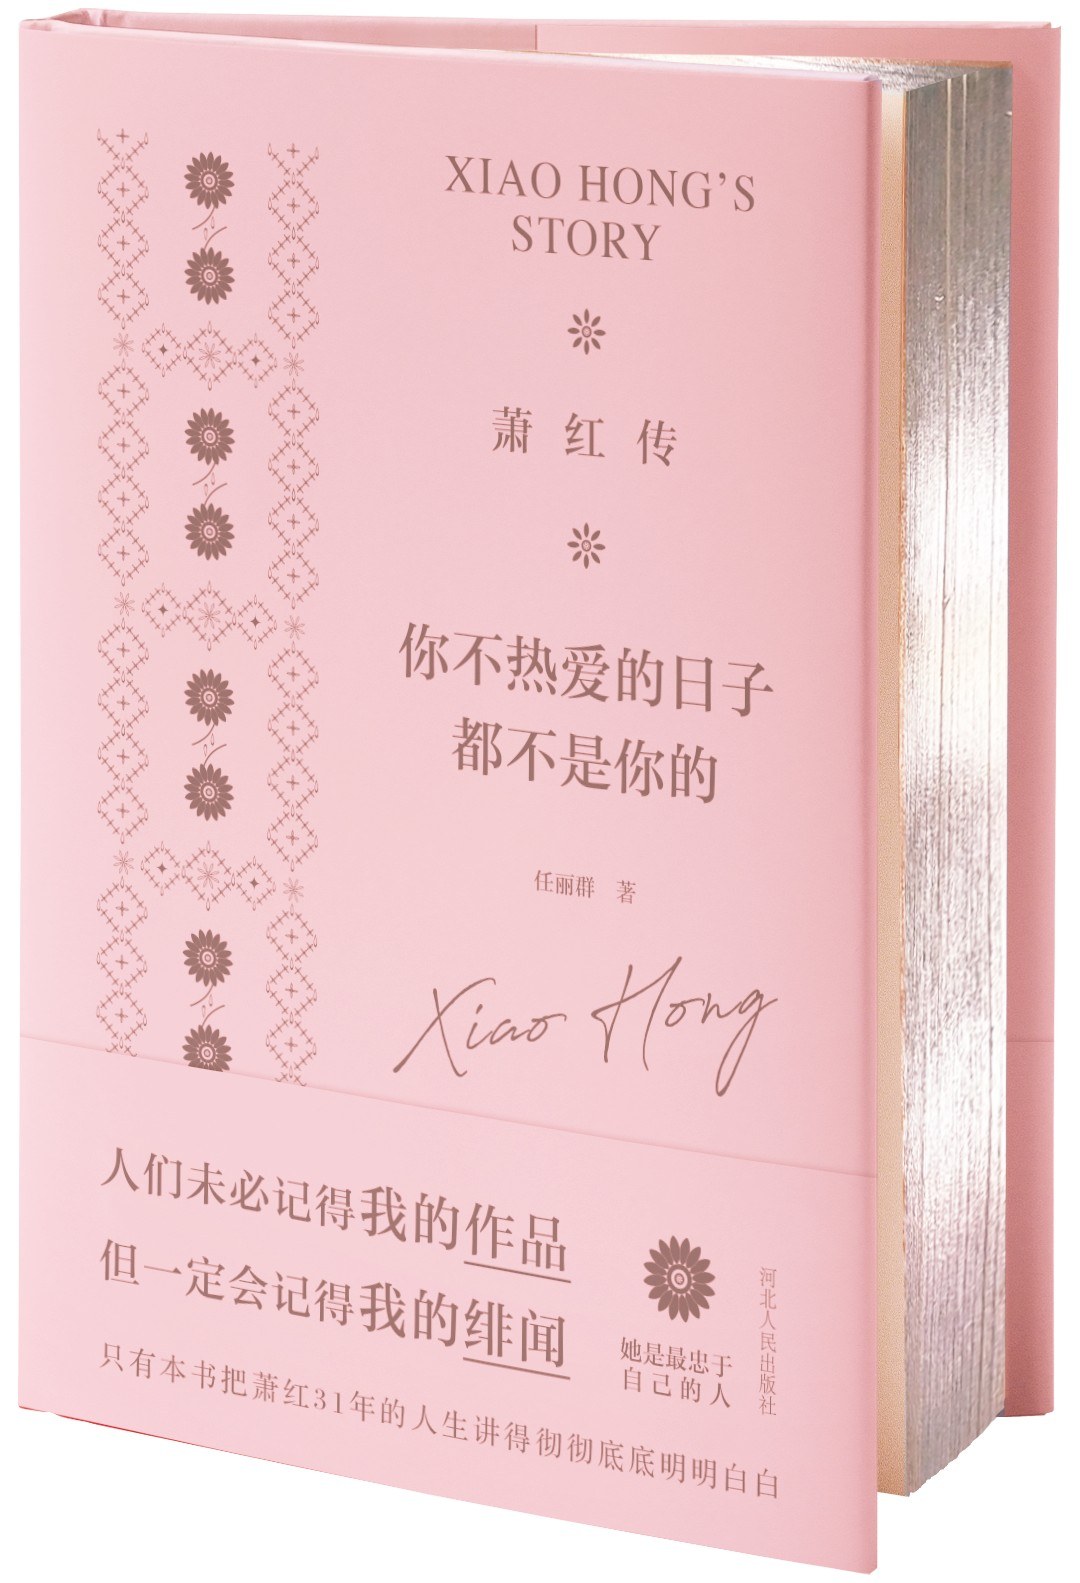 XIAO HONG'S
STORY
萧红传
你不热爱的日子
都不是你的
任丽群 著
Xiao Hong
人们未必记得我的作品
但一定会记得我的绯闻
只有本书把萧红31年的人生讲得彻彻底底明明白白
她是最忠于
自己的人
河北人民出版社